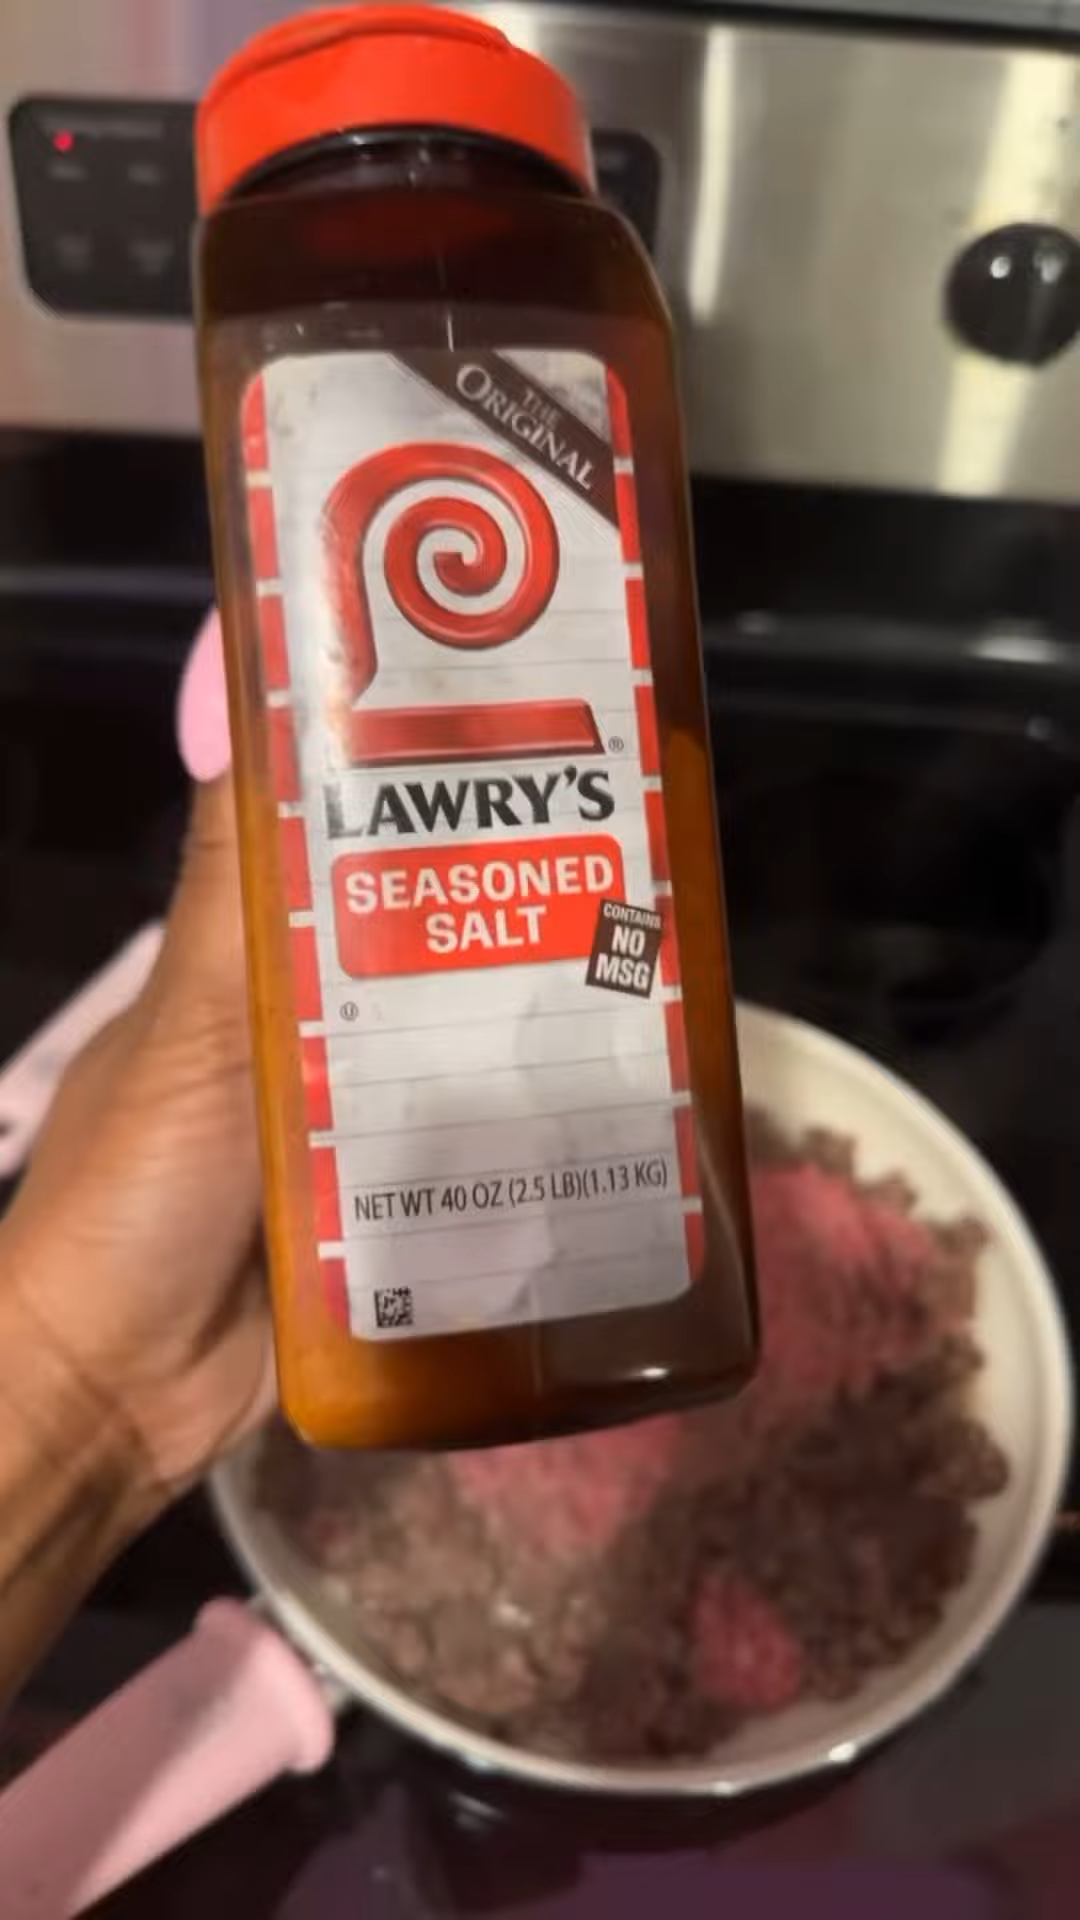 THE
ORIGINAL
®
LAWRY'S
SEASONED
SALT
CONTAINS
NO
MSG
U
NET WT 40 OZ (2.5 LB)(1.13 KG)